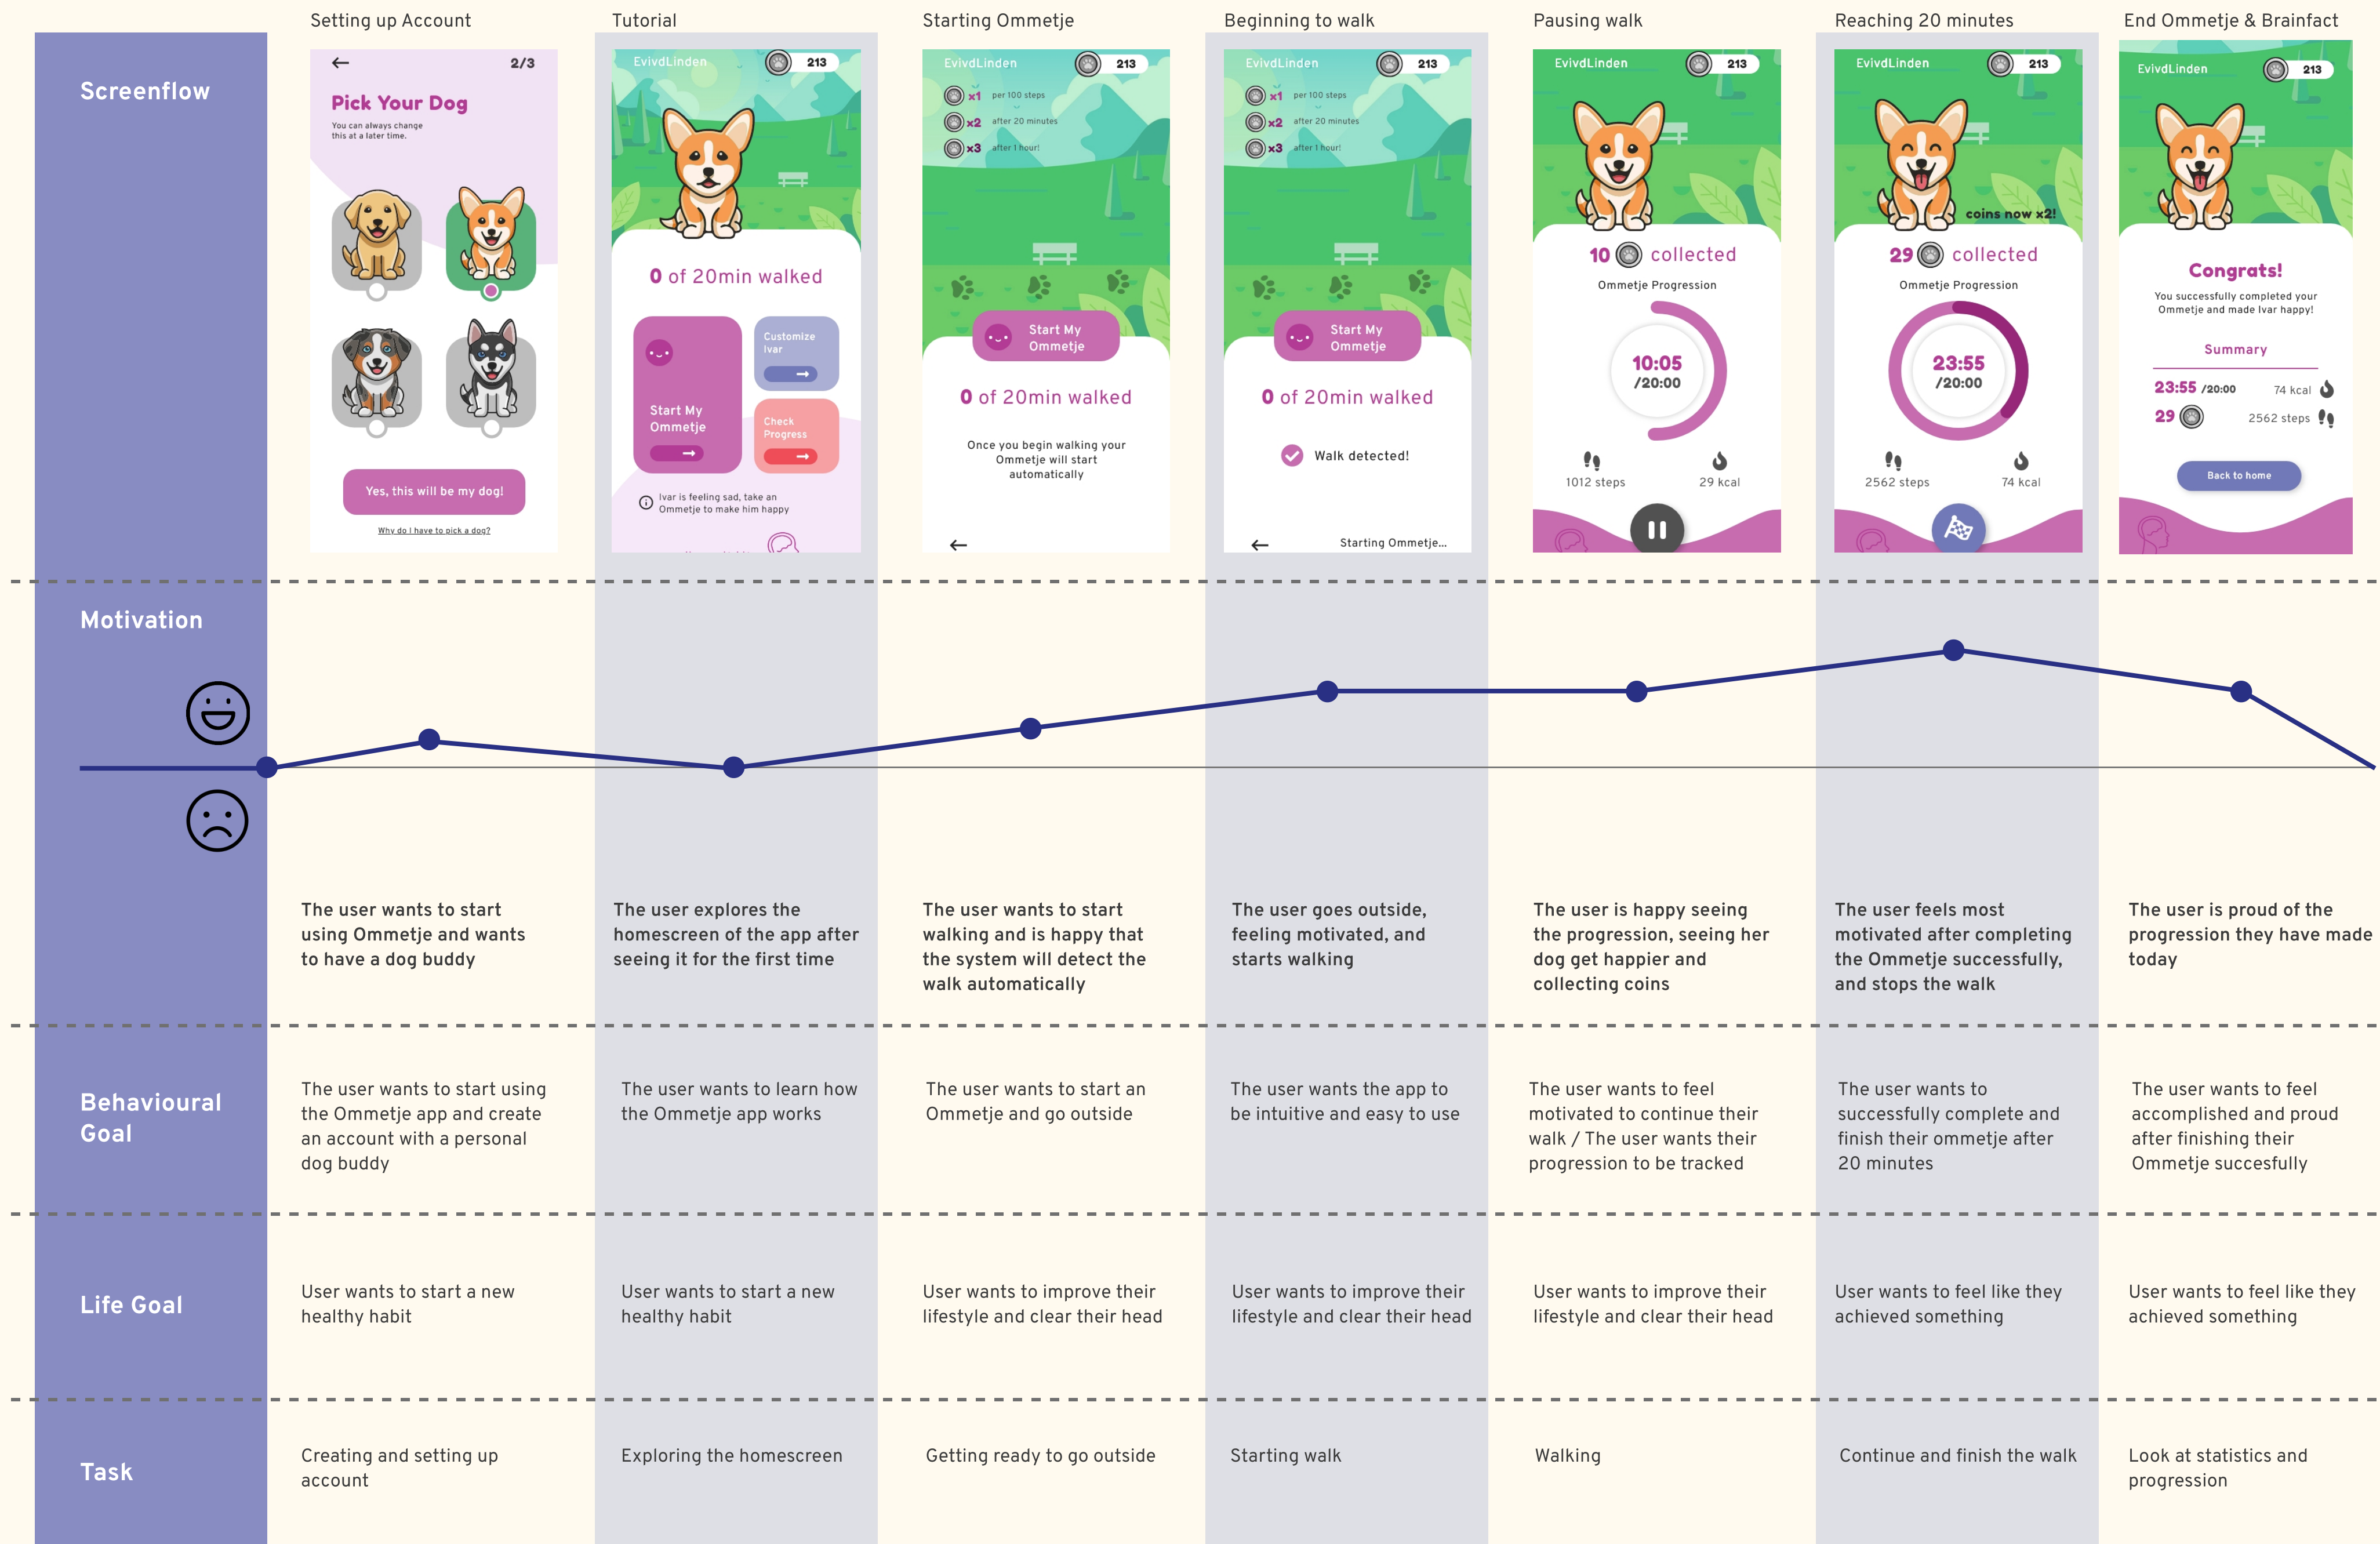 Setting up Account
Tutorial
Starting Ommetje
Beginning to walk
Pausing walk
Reaching 20 minutes
End Ommetje & Brainfact
Screenflow
2/3
Pick Your Dog
You can always change
this at a later time.
Yes, this will be my dog!
Why do I have to pick a dog?
EvivdLinden
213
0 of 20min walked
Start My
Ommetje
Customize
Ivar
Check
Progress
Ivar is feeling sad, take an
Ommetje to make him happy
EvivdLinden
213
x1 per 100 steps
x2 after 20 minutes
x3 after 1 hour!
Start My
Ommetje
0 of 20min walked
Once you begin walking your
Ommetje will start
automatically
EvivdLinden
213
x1 per 100 steps
x2 after 20 minutes
x3 after 1 hour!
Start My
Ommetje
0 of 20min walked
Walk detected!
Starting Ommetje...
EvivdLinden
213
10 collected
Ommetje Progression
10:05
/20:00
1012 steps
29 kcal
EvivdLinden
213
coins now x2!
29 collected
Ommetje Progression
23:55
/20:00
2562 steps
74 kcal
EvivdLinden
213
Congrats!
You successfully completed your
Ommetje and made Ivar happy!
Summary
23:55 /20:00
74 kcal
29
2562 steps
Back to home
Motivation
The user wants to start
using Ommetje and wants
to have a dog buddy
The user explores the
homescreen of the app after
seeing it for the first time
The user wants to start
walking and is happy that
the system will detect the
walk automatically
The user goes outside,
feeling motivated, and
starts walking
The user is happy seeing
the progression, seeing her
dog get happier and
collecting coins
The user feels most
motivated after completing
the Ommetje successfully,
and stops the walk
The user is proud of the
progression they have made
today
Behavioural
Goal
The user wants to start using
the Ommetje app and create
an account with a personal
dog buddy
The user wants to learn how
the Ommetje app works
The user wants to start an
Ommetje and go outside
The user wants the app to
be intuitive and easy to use
The user wants to feel
motivated to continue their
walk / The user wants their
progression to be tracked
The user wants to
successfully complete and
finish their ommetje after
20 minutes
The user wants to feel
accomplished and proud
after finishing their
Ommetje succesfully
Life Goal
User wants to start a new
healthy habit
User wants to start a new
healthy habit
User wants to improve their
lifestyle and clear their head
User wants to improve their
lifestyle and clear their head
User wants to improve their
lifestyle and clear their head
User wants to feel like they
achieved something
User wants to feel like they
achieved something
Task
Creating and setting up
account
Exploring the homescreen
Getting ready to go outside
Starting walk
Walking
Continue and finish the walk
Look at statistics and
progression